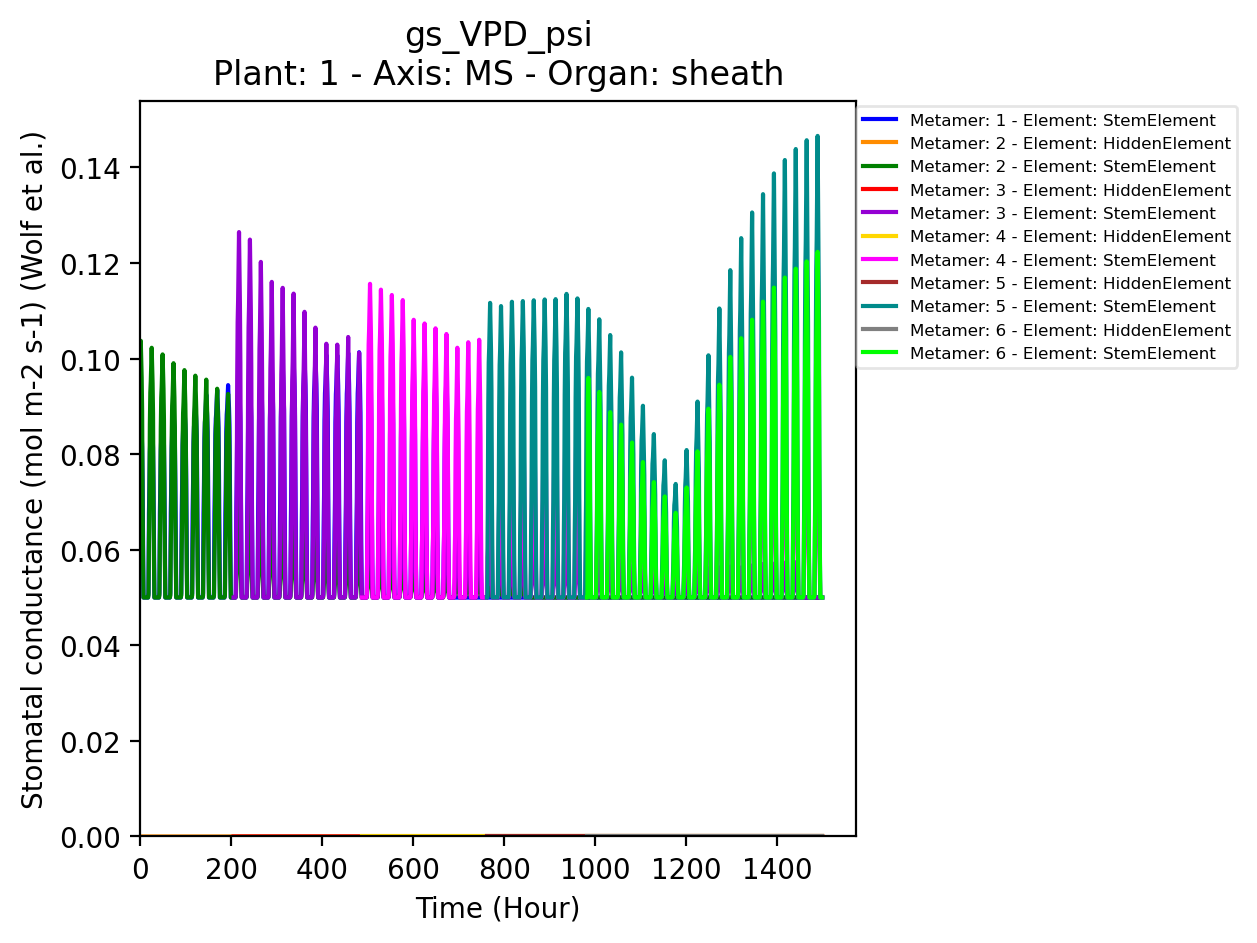 gs_VPD_psi
Plant: 1 - Axis: MS - Organ: sheath
Stomatal conductance (mol m-2 s-1) (Wolf et al.)
0.14
0.12
0.10
0.08
0.06
0.04
0.02
0.00
0 200 400 600 800 1000 1200 1400
Time (Hour)
Metamer: 1 - Element: StemElement
Metamer: 2 - Element: HiddenElement
Metamer: 2 - Element: StemElement
Metamer: 3 - Element: HiddenElement
Metamer: 3 - Element: StemElement
Metamer: 4 - Element: HiddenElement
Metamer: 4 - Element: StemElement
Metamer: 5 - Element: HiddenElement
Metamer: 5 - Element: StemElement
Metamer: 6 - Element: HiddenElement
Metamer: 6 - Element: StemElement